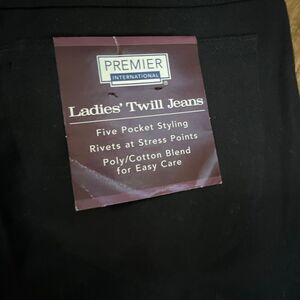 PREMIER
INTERNATIONAL
®
Ladies' Twill Jeans
Five Pocket Styling
Rivets at Stress Points
Poly/Cotton Blend
for Easy Care